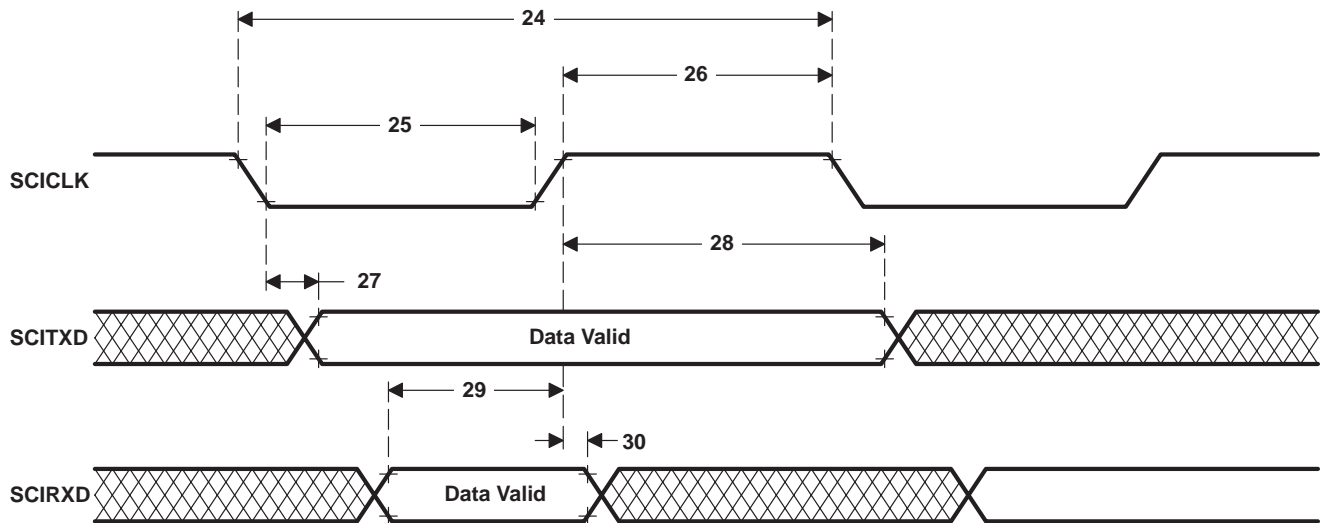 24
26
25
SCICLK
28
27
SCITXD
Data Valid
29
30
SCIRXD
Data Valid